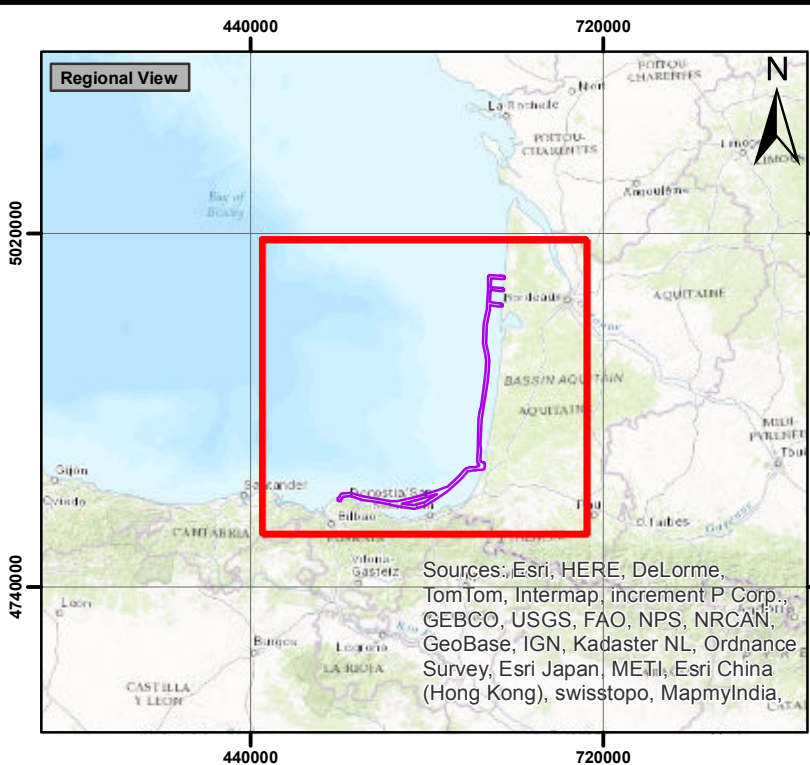 440000
720000
Regional View
N
POITOU-
CHARENTES
Niort
La Rochelle
POITOU-
CHARENTES
Angoulême
Bay of
Biscay
5020000
5020000
Bordeaux
AQUITAINE
Garonne
BASSIN AQUITAIN
AQUITAINE
MIDI-
PYRÉNÉES
Gijón
Oviedo
Santander
Donostia/San
Bilbao
Pau
Tarbes
Garonne
CANTABRIA
EUSKADI
Vitoria-
Gasteiz
4740000
León
Burgos
Logroño
LA RIOJA
CASTILLA
Y LEÓN
Sources: Esri, HERE, DeLorme,
TomTom, Intermap, increment P Corp.,
GEBCO, USGS, FAO, NPS, NRCAN,
GeoBase, IGN, Kadaster NL, Ordnance
Survey, Esri Japan, METI, Esri China
(Hong Kong), swisstopo, MapmyIndia,
440000
720000